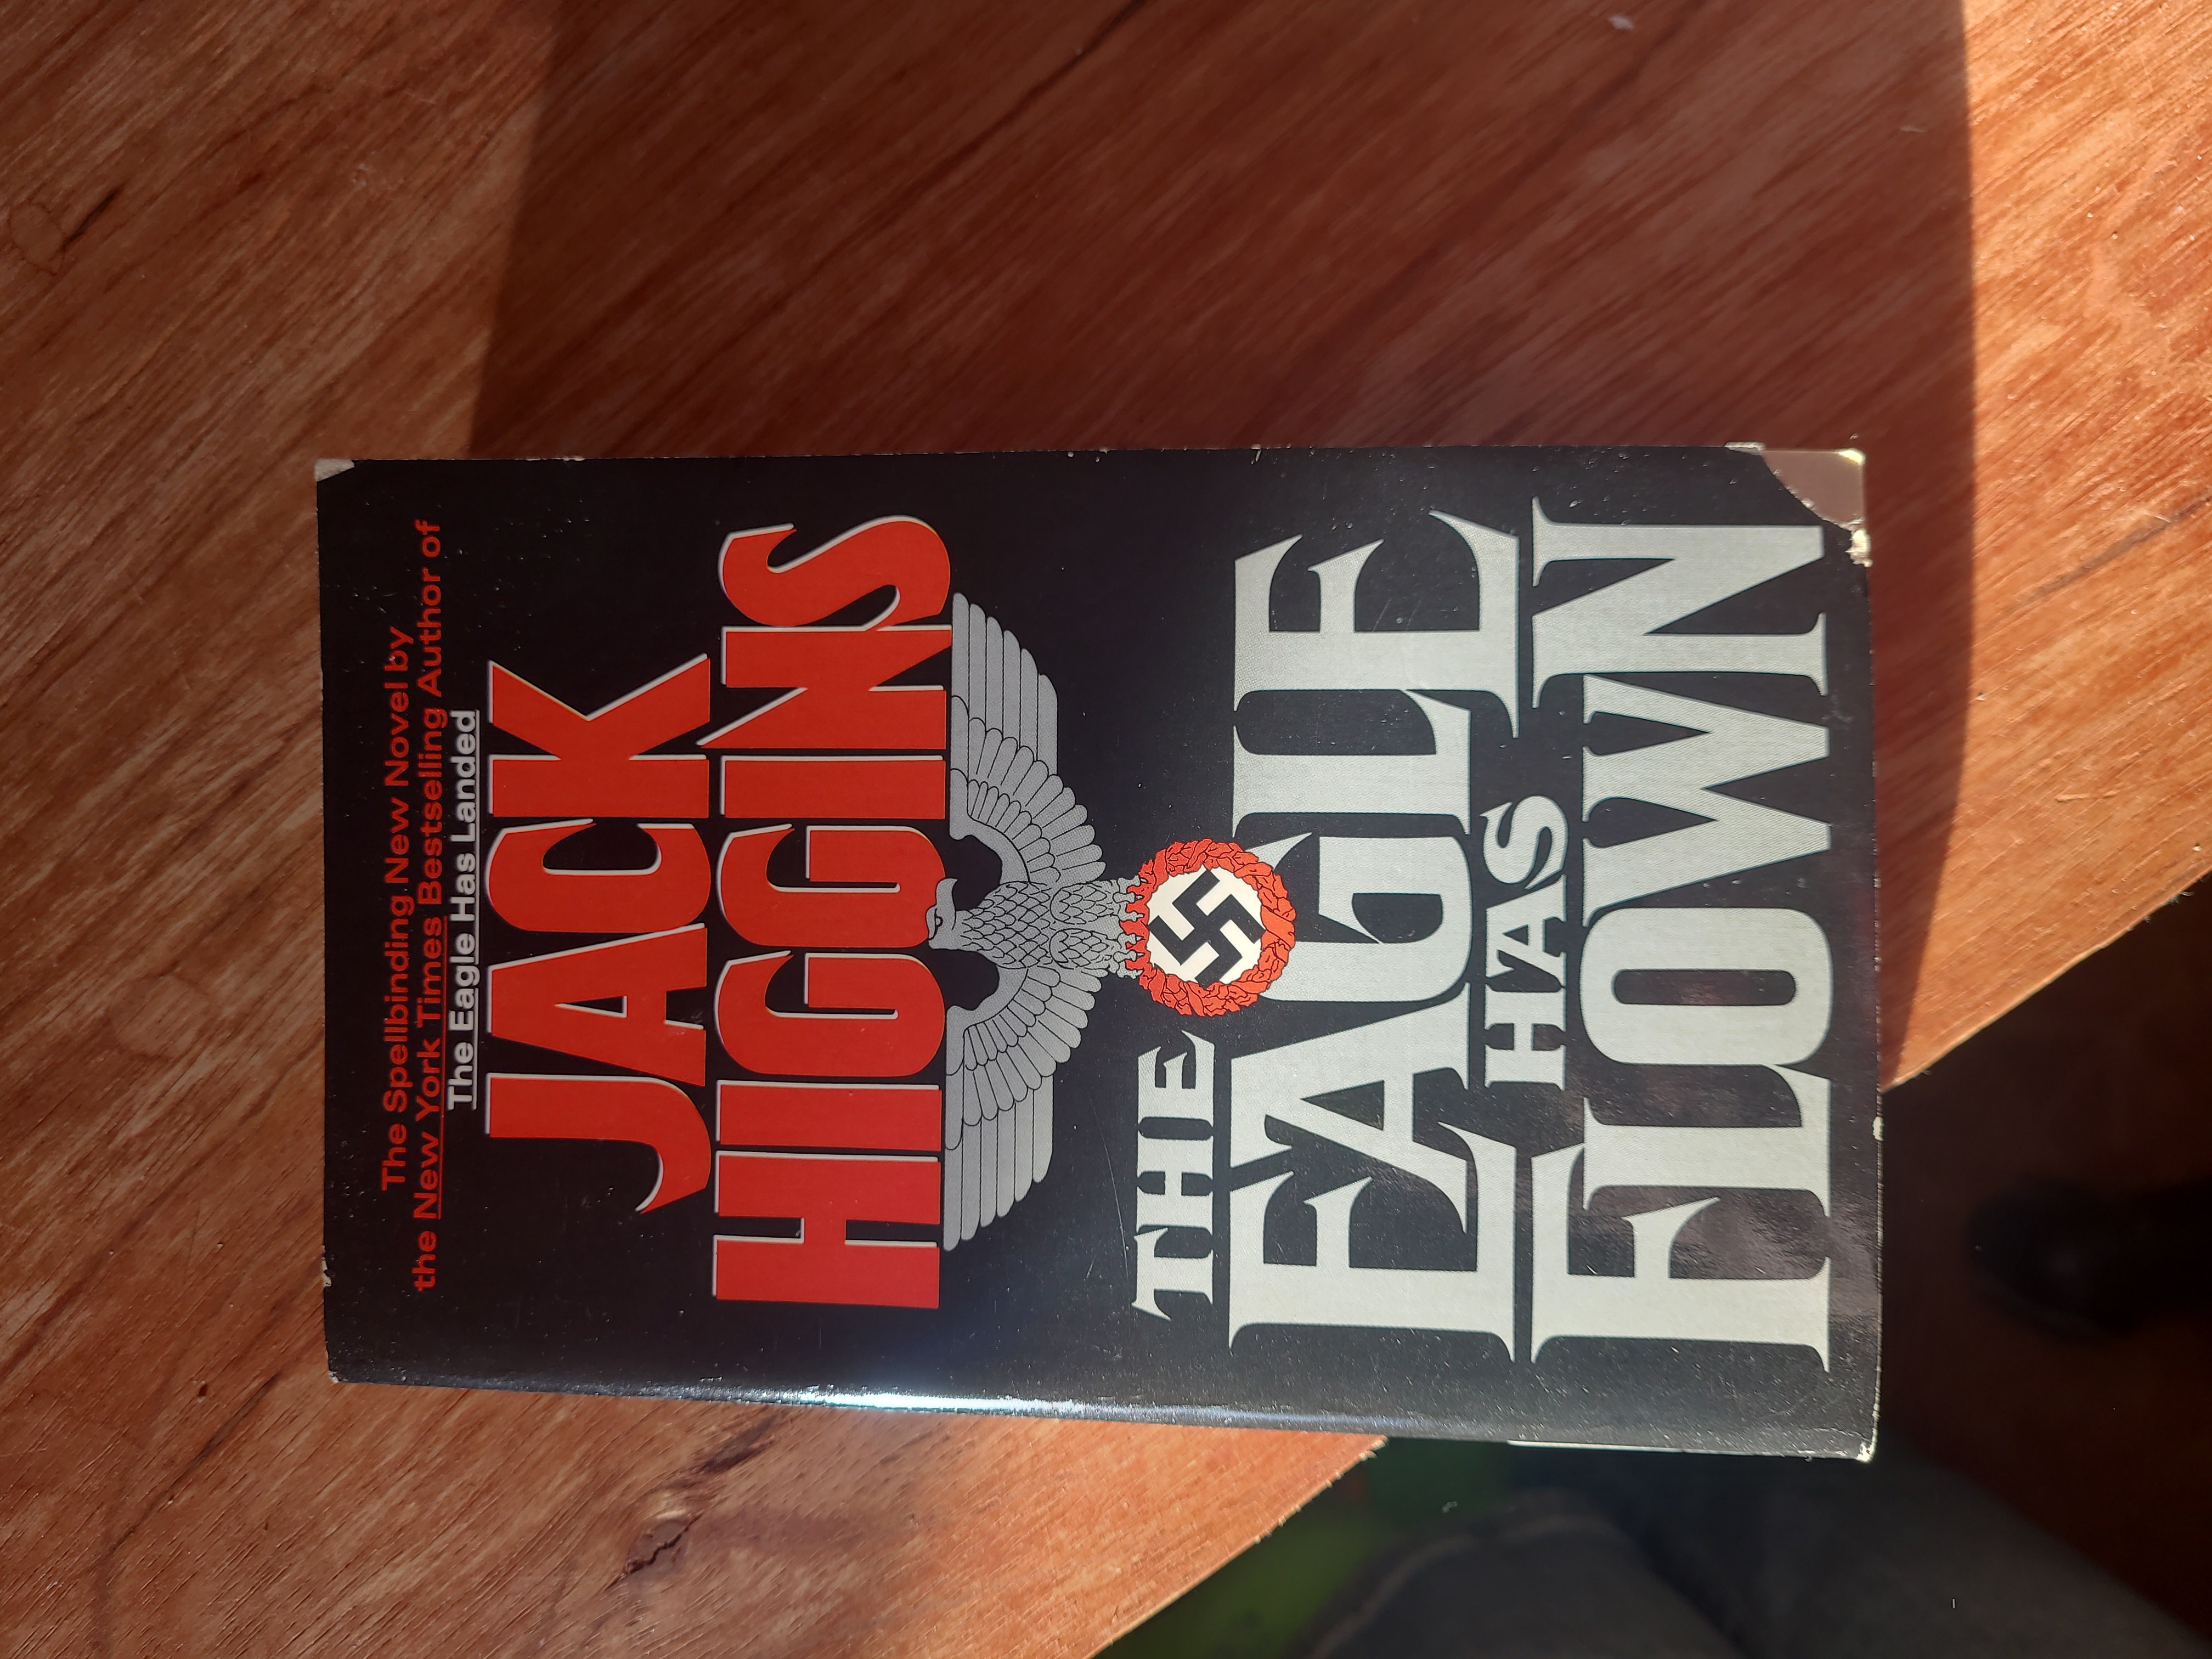 The Spellbinding New Novel by
the New York Times Bestselling Author of
The Eagle Has Landed
JACK
HIGGINS
THE
EAGLE
HAS
FLOWN